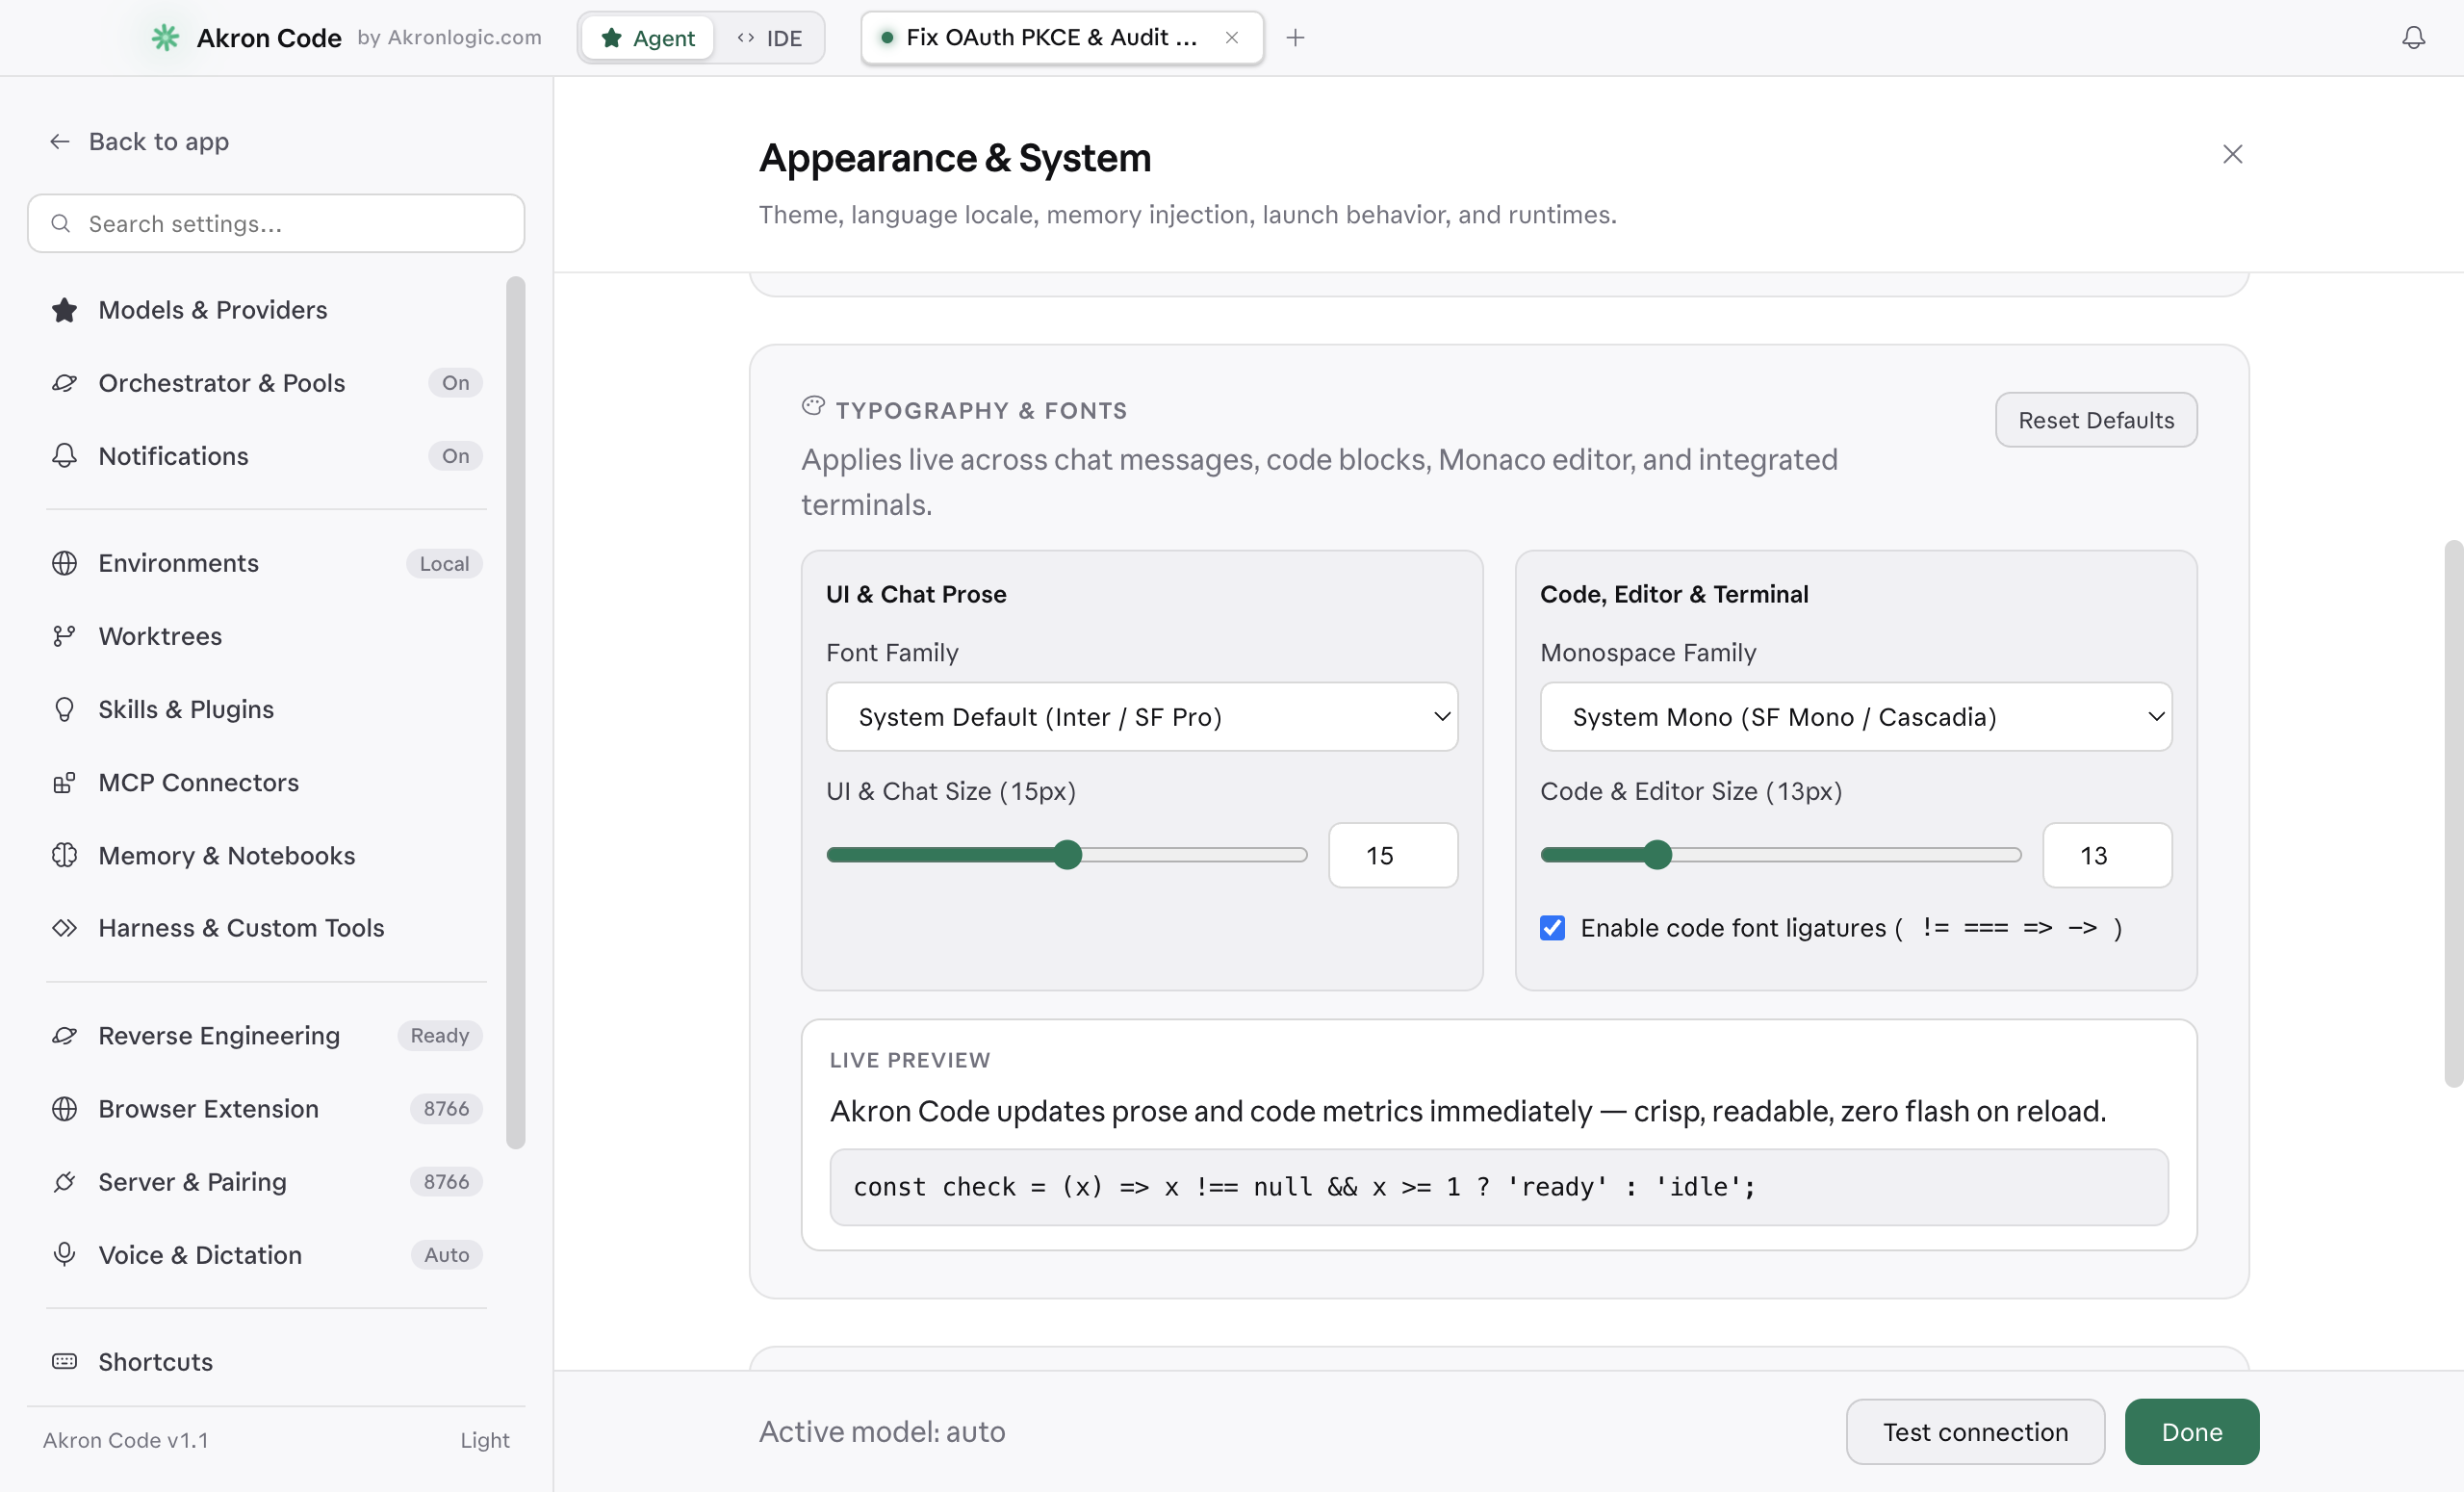 Akron Code by Akronlogic.com
Agent
IDE
Fix OAuth PKCE & Audit ...
Back to app
Search settings...
Models & Providers
Orchestrator & Pools On
Notifications On
Environments Local
Worktrees
Skills & Plugins
MCP Connectors
Memory & Notebooks
Harness & Custom Tools
Reverse Engineering Ready
Browser Extension 8766
Server & Pairing 8766
Voice & Dictation Auto
Shortcuts
Akron Code v1.1 Light
Appearance & System
Theme, language locale, memory injection, launch behavior, and runtimes.
TYPOGRAPHY & FONTS
Reset Defaults
Applies live across chat messages, code blocks, Monaco editor, and integrated
terminals.
UI & Chat Prose
Font Family
System Default (Inter / SF Pro)
UI & Chat Size (15px)
15
Code, Editor & Terminal
Monospace Family
System Mono (SF Mono / Cascadia)
Code & Editor Size (13px)
13
Enable code font ligatures ( != === => -> )
LIVE PREVIEW
Akron Code updates prose and code metrics immediately — crisp, readable, zero flash on reload.
const check = (x) => x !== null && x >= 1 ? 'ready' : 'idle';
Active model: auto
Test connection
Done